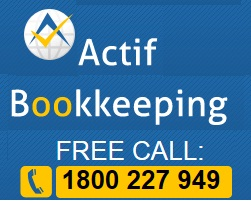 Actif
Bookkeeping
FREE CALL:
1800 227 949